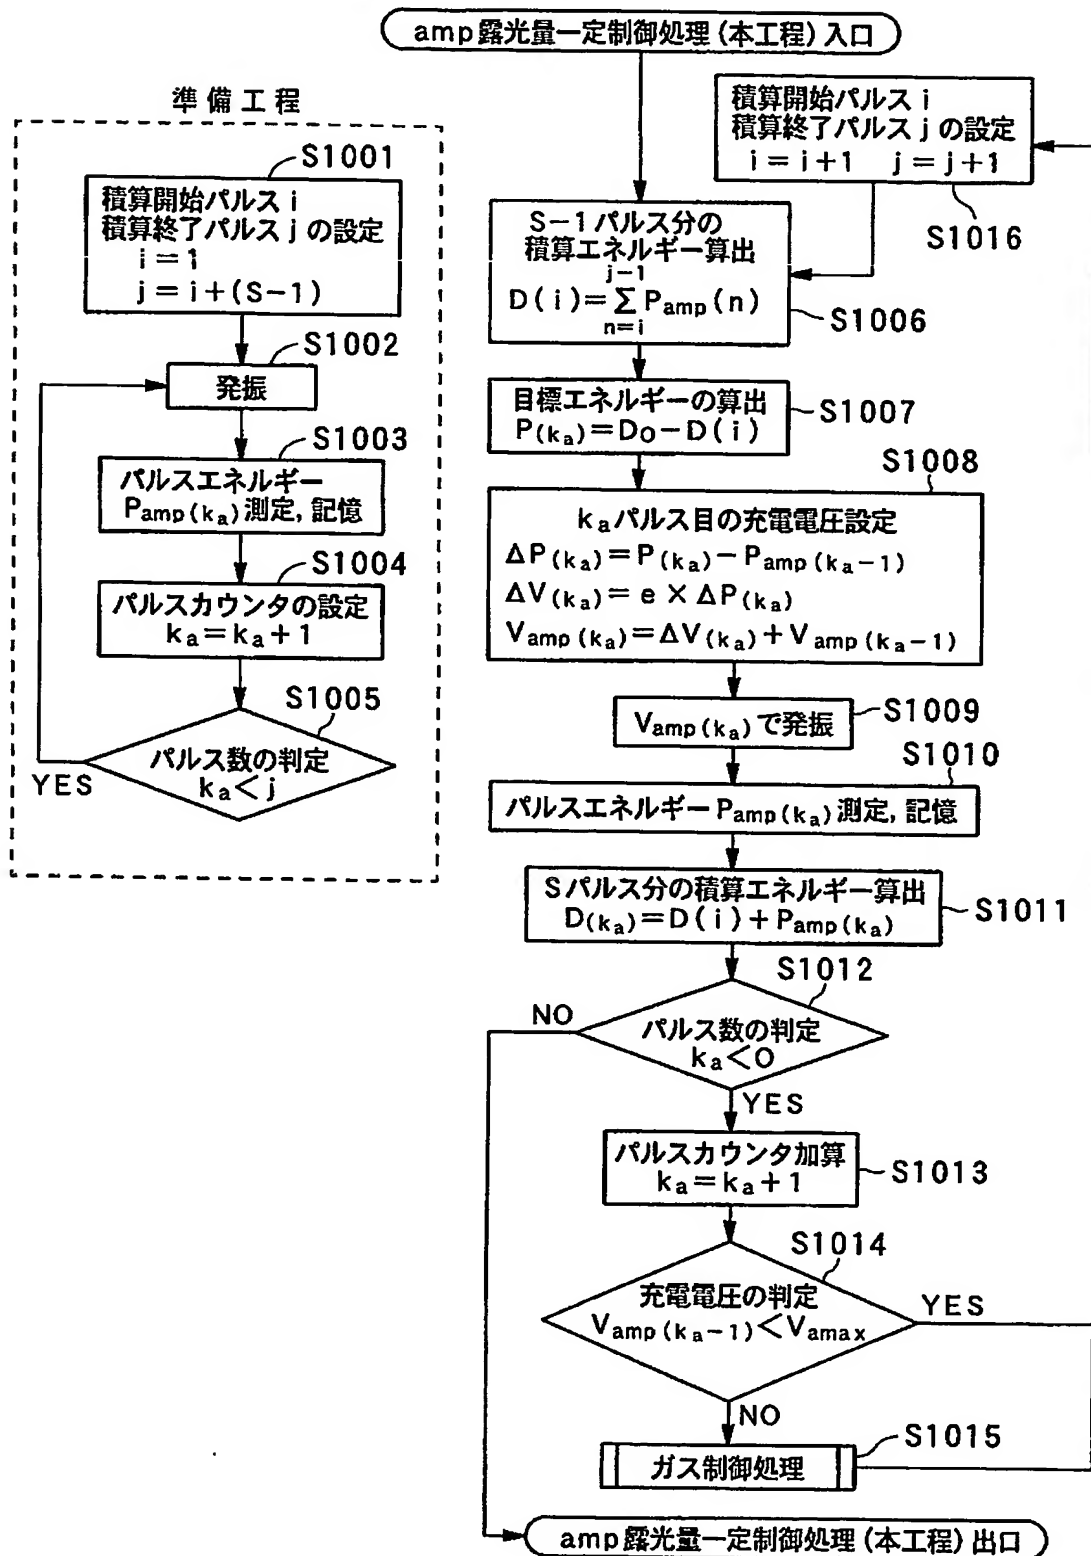 amp露光量一定制御処理(本工程)入口
準備工程
S1001
積算開始パルスi
積算終了パルスjの設定
i=1
j=i+(S-1)
S1002
発振
S1003
パルスエネルギー
Pamp(ka)測定,記憶
S1004
パルスカウンタの設定
ka=ka+1
S1005
パルス数の判定
ka<j
YES
積算開始パルスi
積算終了パルスjの設定
i=i+1 j=j+1
S1016
S-1パルス分の
積算エネルギー算出
j-1
D(i)=ΣPamp(n)
n=i
S1006
目標エネルギーの算出
P(ka)=DO-D(i)
S1007
S1008
kaパルス目の充電電圧設定
ΔP(ka)=P(ka)-Pamp(ka-1)
ΔV(ka)=e×ΔP(ka)
Vamp(ka)=ΔV(ka)+Vamp(ka-1)
Vamp(ka)で発振
S1009
S1010
パルスエネルギーPamp(ka)測定,記憶
Sパルス分の積算エネルギー算出
D(ka)=D(i)+Pamp(ka)
S1011
S1012
NO
パルス数の判定
ka<O
YES
パルスカウンタ加算
ka=ka+1
S1013
S1014
充電電圧の判定
Vamp(ka-1)<Vamax
YES
NO
S1015
ガス制御処理
amp露光量一定制御処理(本工程)出口